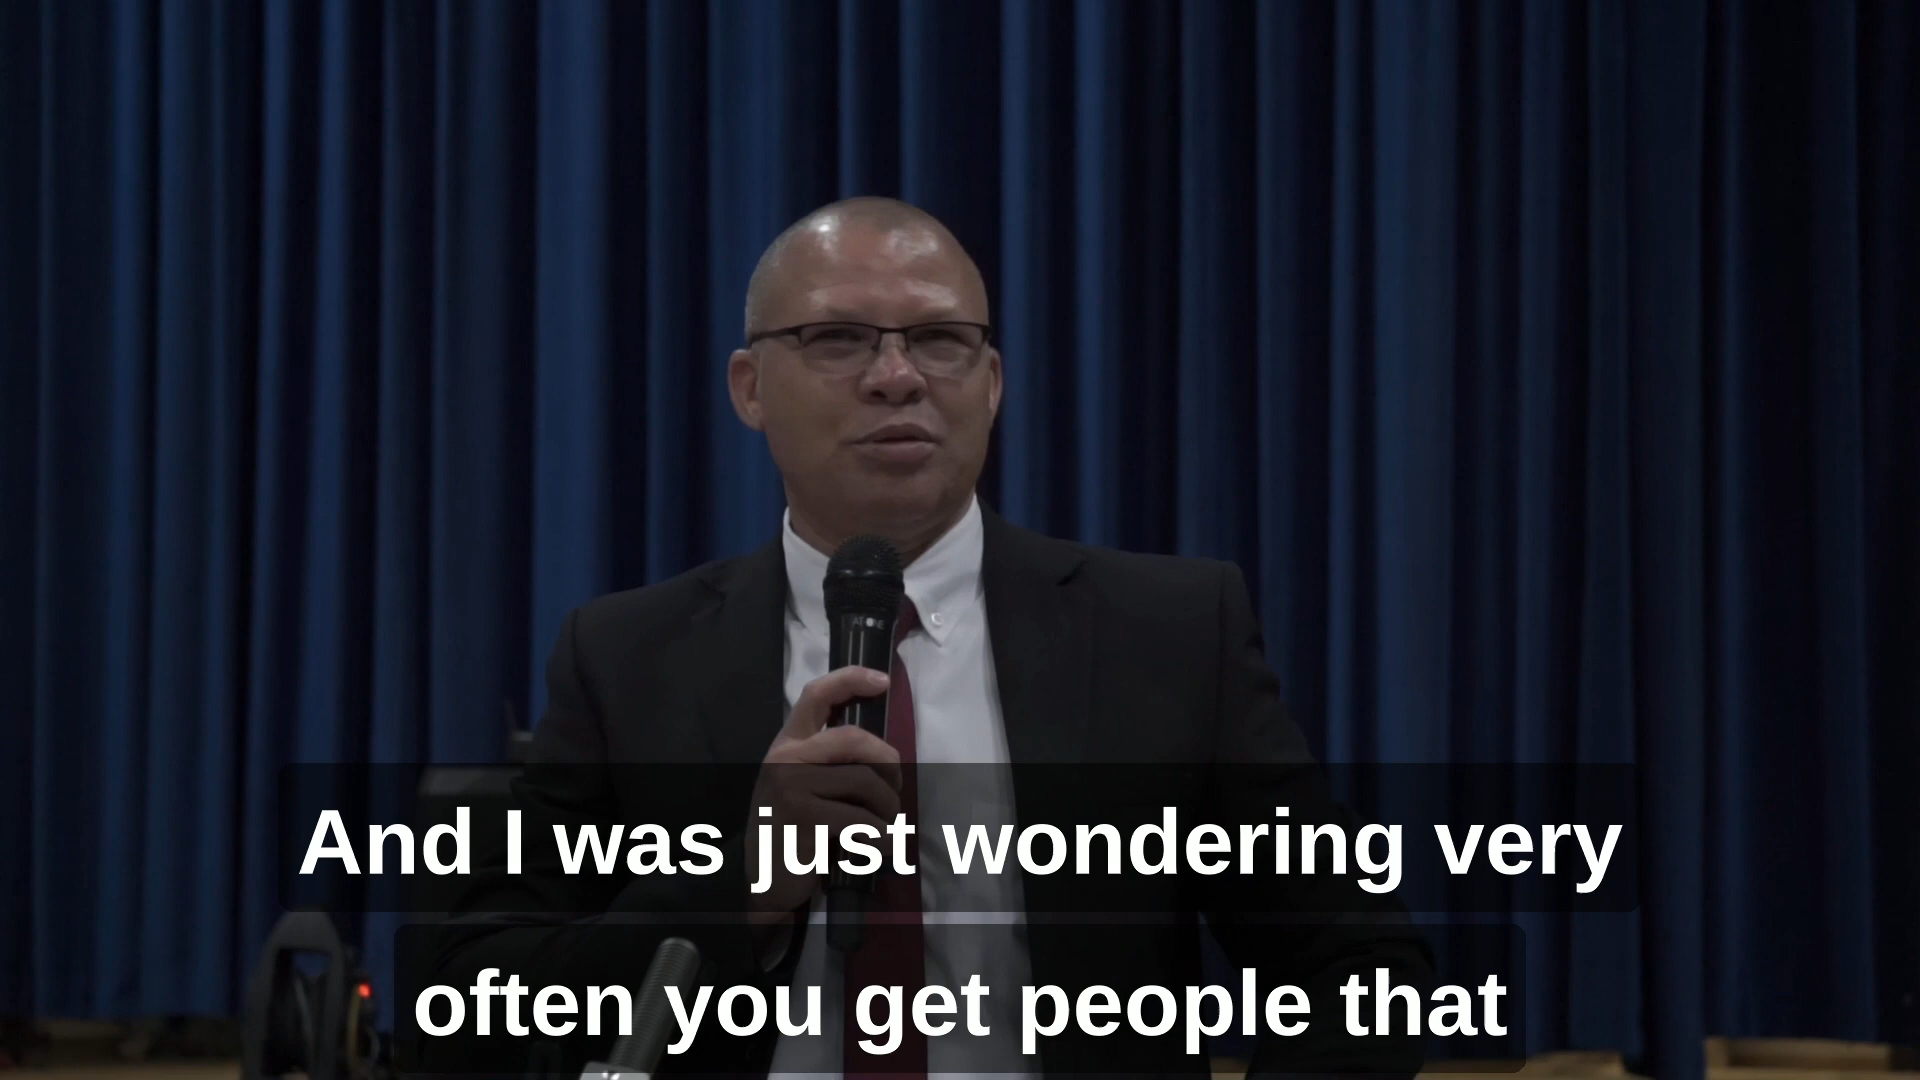 And I was just wondering very
often you get people that